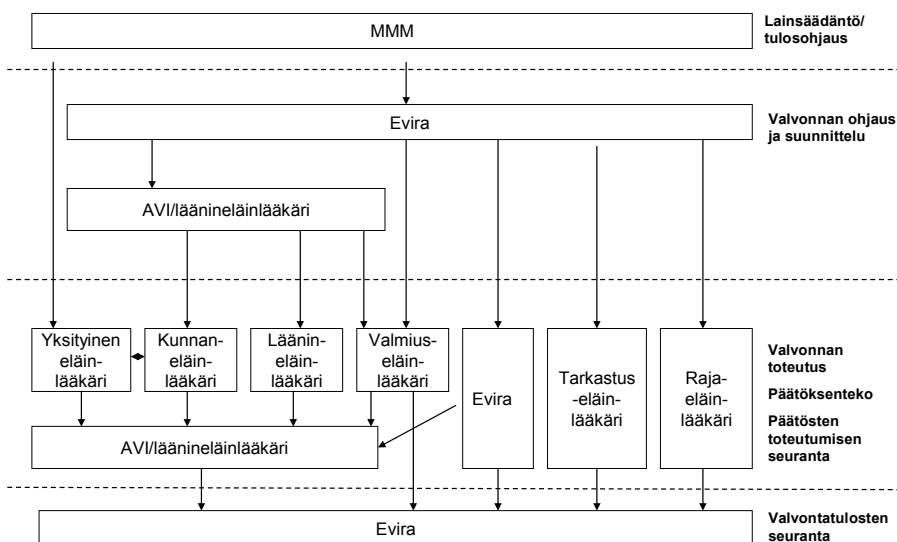 MMM
Lainsäädäntö/
tulosohjaus
Evira
Valvonnan ohjaus
ja suunnittelu
AVI/läänineläinlääkäri
Yksityinen
eläin-
lääkäri
Kunnan-
eläin-
lääkäri
Läänin-
eläin-
lääkäri
Valmius-
eläin-
lääkäri
Evira
Tarkastus
-eläin-
lääkäri
Raja-
eläin-
lääkäri
Valvonnan
toteutus
Päätöksenteko
Päätösten
toteutumisen
seuranta
AVI/läänineläinlääkäri
Evira
Valvontatulosten
seuranta